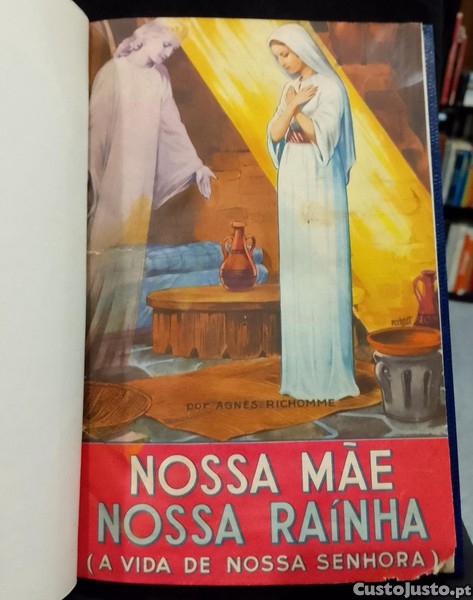 por AGNÈS RICHOMME
NOSSA MÃE
NOSSA RAÍNHA
(A VIDA DE NOSSA SENHORA)
CustoJusto.pt